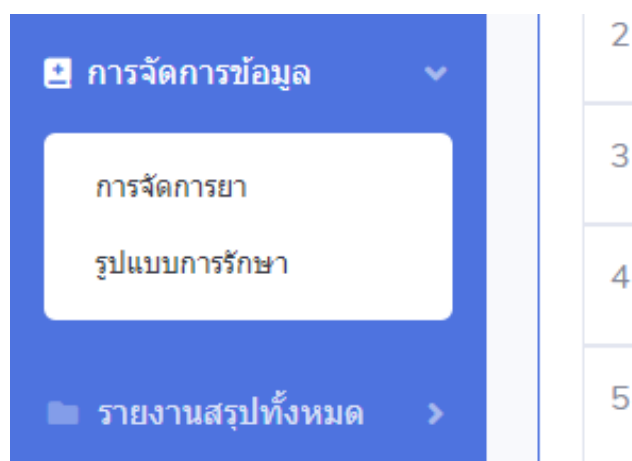 การจัดการข้อมูล
การจัดการยา
รูปแบบการรักษา
รายงานสรุปทั้งหมด
2
3
4
5